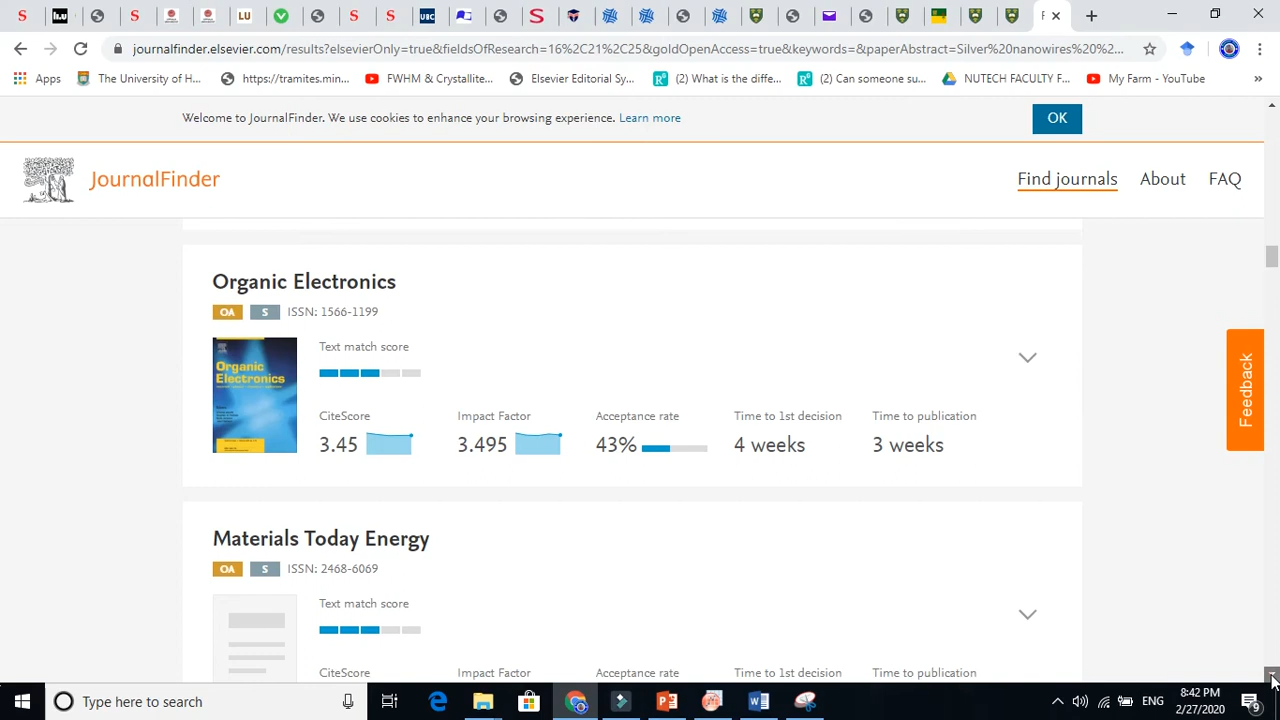 journalfinder.elsevier.com/results?elsevierOnly=true&fieldsOfResearch=16%2C21%2C25&goldOpenAccess=true&keywords=&paperAbstract=Silver%20nanowires%20%2...
Apps The University of H... https://tramites.min... FWHM & Crystallite... Elsevier Editorial Sy... (2) What is the diffe... (2) Can someone su... NUTECH FACULTY F... My Farm - YouTube »
Welcome to JournalFinder. We use cookies to enhance your browsing experience. Learn more OK
JournalFinder Find journals About FAQ
Organic Electronics
OA S ISSN: 1566-1199
Organic
Electronics
Text match score
CiteScore Impact Factor Acceptance rate Time to 1st decision Time to publication
3.45 3.495 43% 4 weeks 3 weeks
Feedback
Materials Today Energy
OA S ISSN: 2468-6069
Text match score
CiteScore Impact Factor Acceptance rate Time to 1st decision Time to publication
Type here to search ENG 8:42 PM
2/27/2020 9